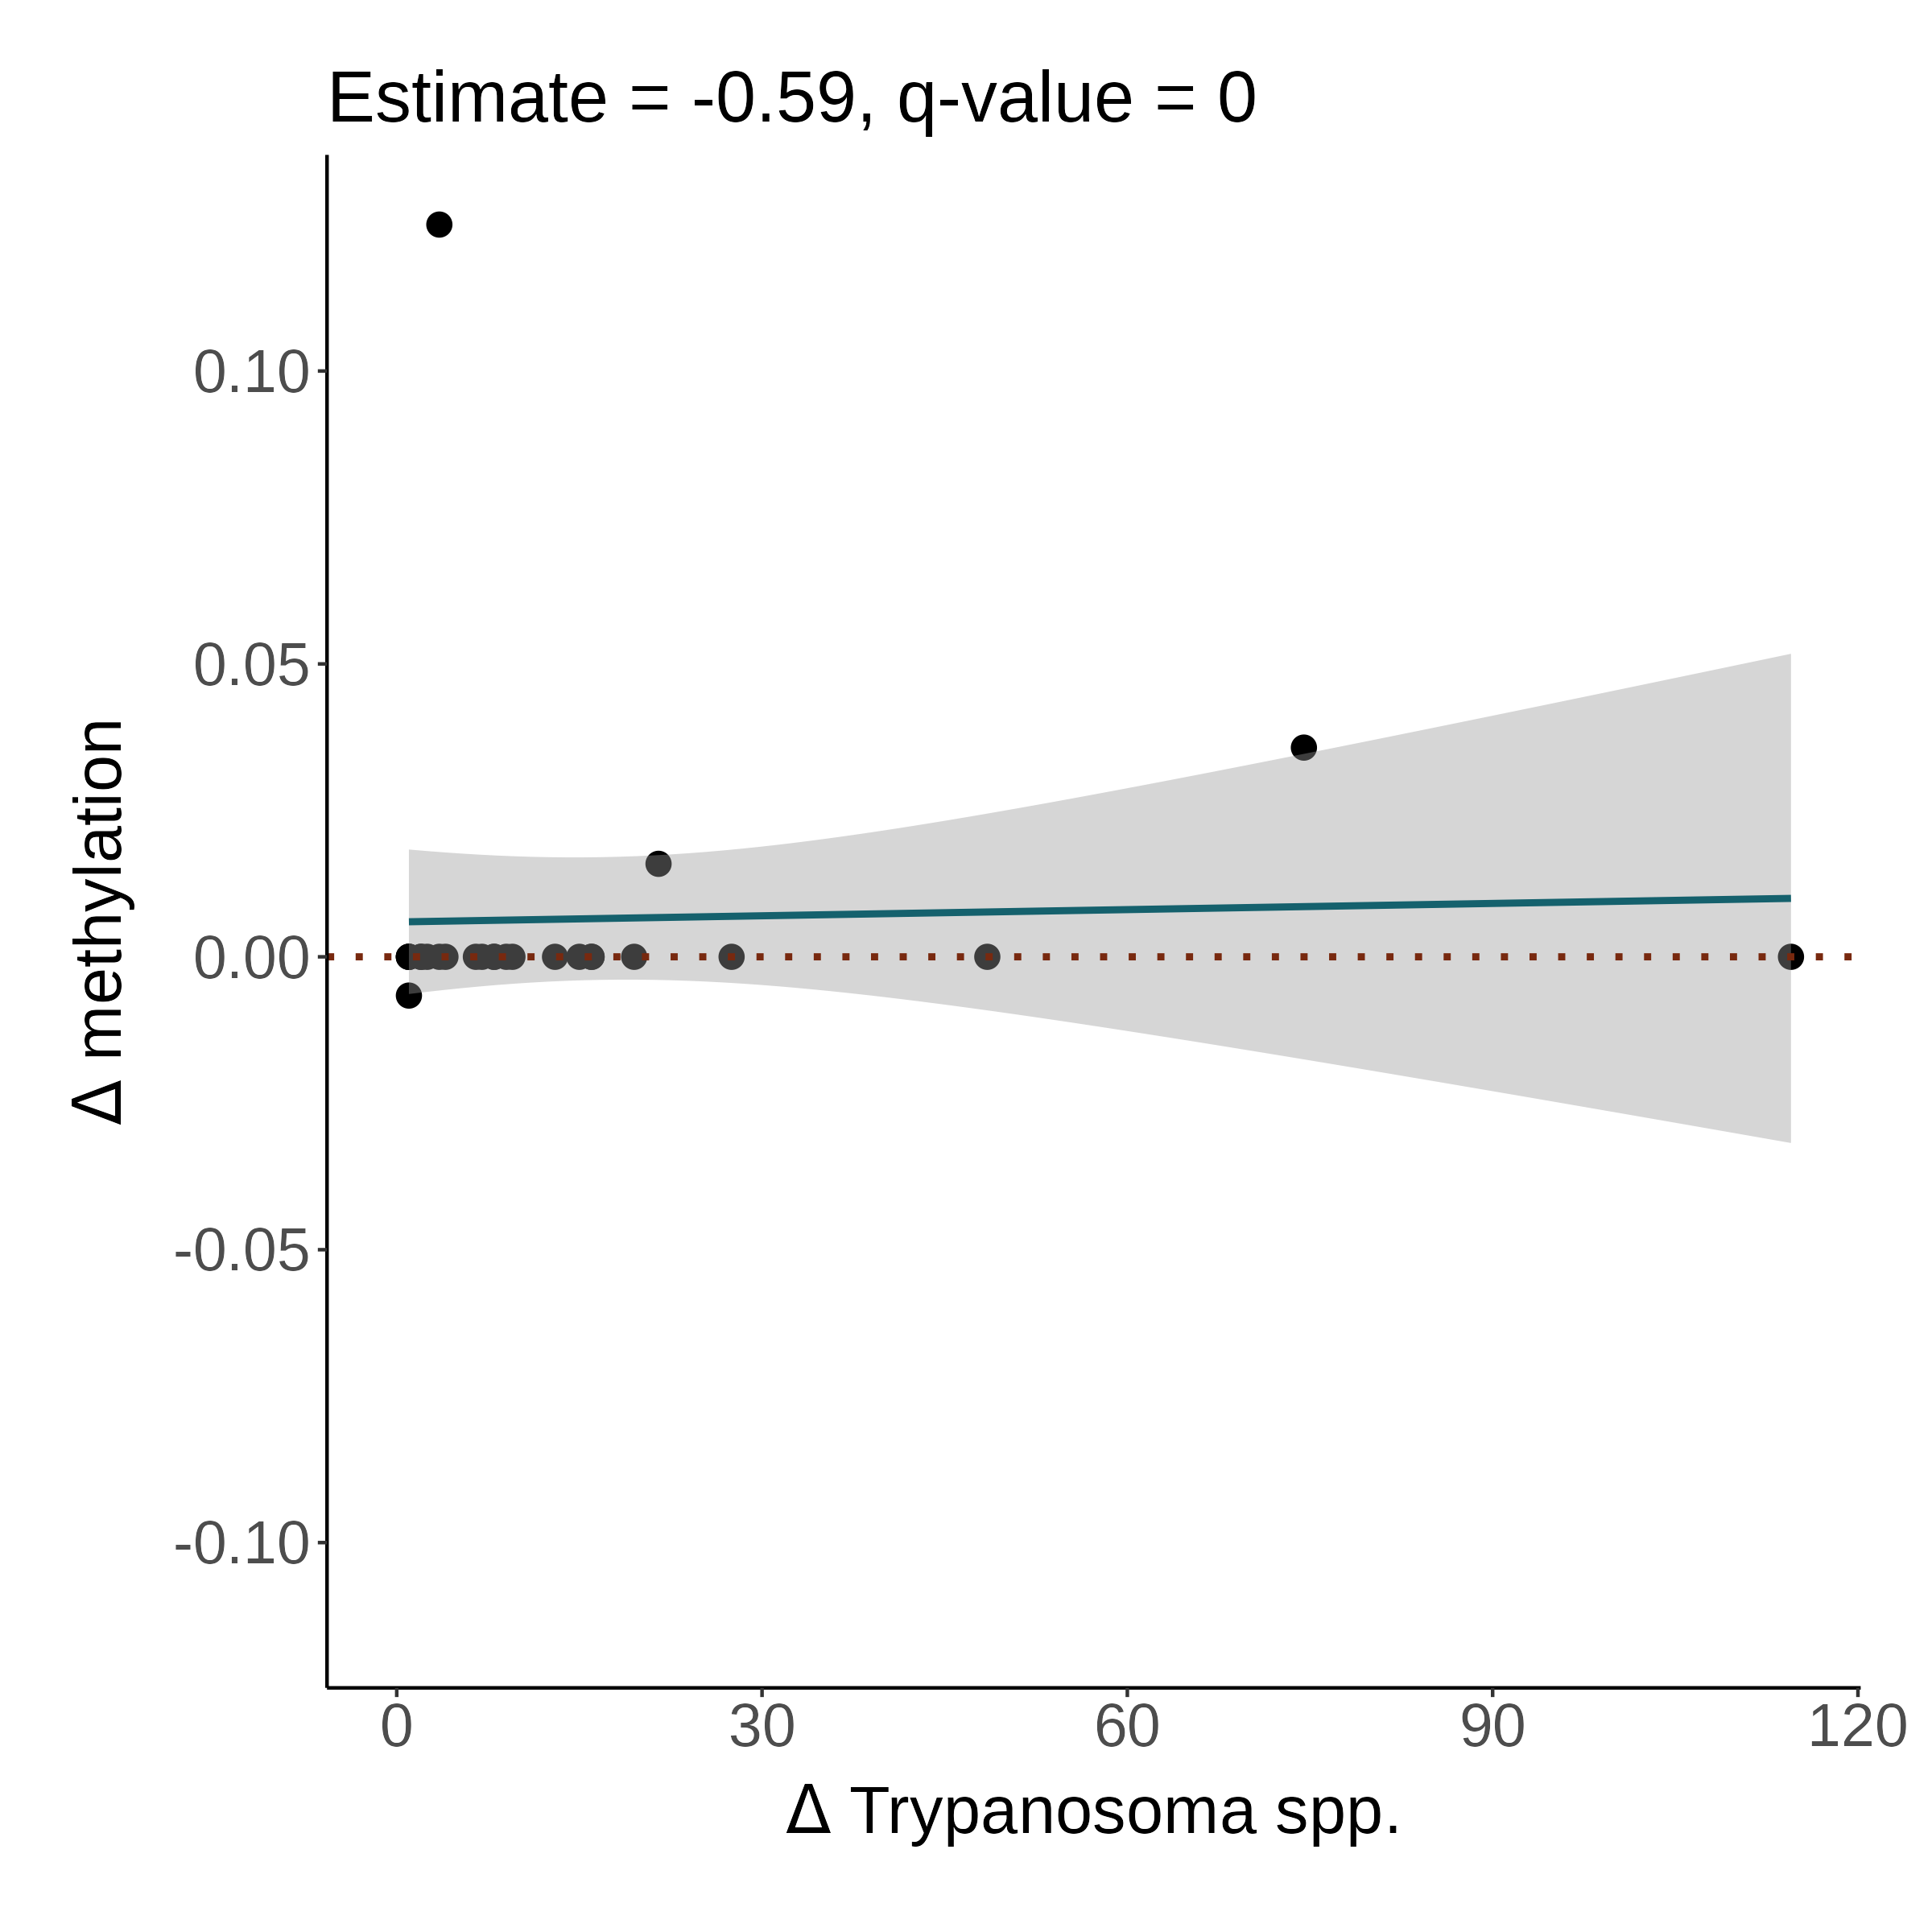 Estimate = -0.59, q-value = 0
Δ methylation
0.10
0.05
0.00
-0.05
-0.10
0 30 60 90 120
Δ Trypanosoma spp.